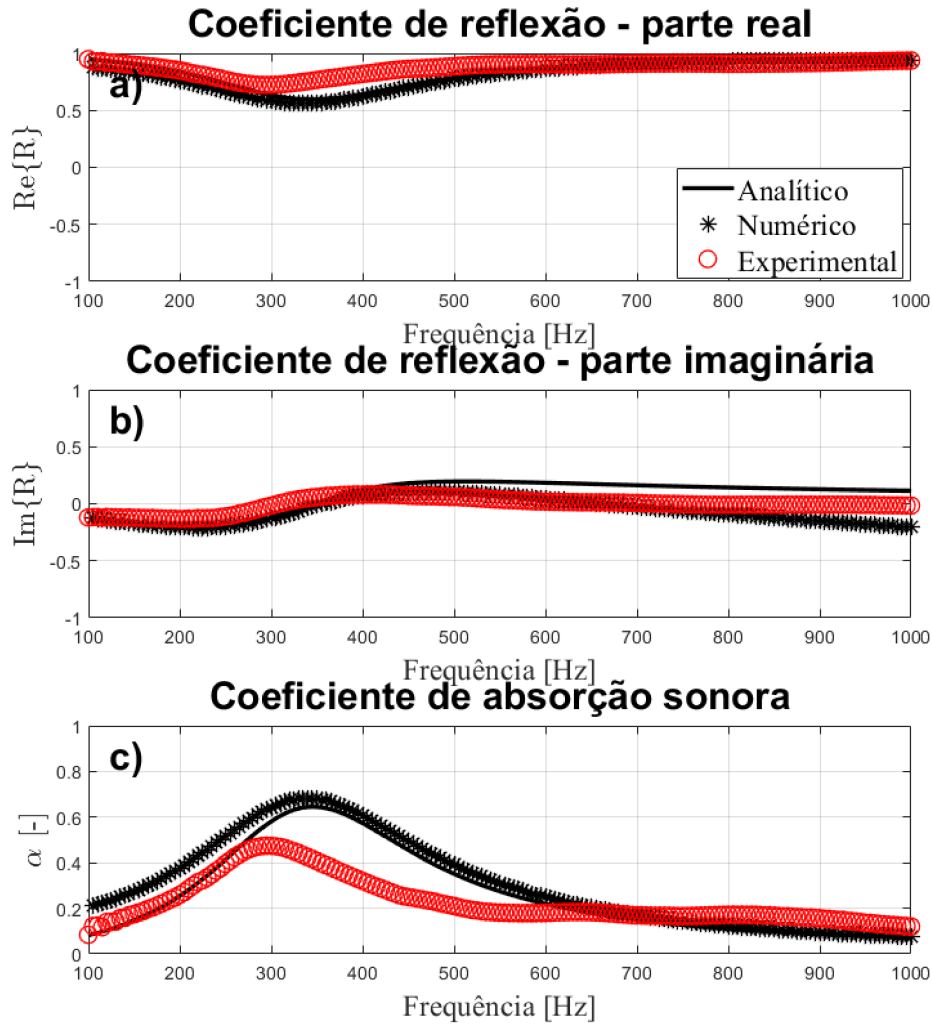 Coeficiente de reflexão - parte real
a)
Re{R}
1
0.5
0
-0.5
-1
Analítico
Numérico
Experimental
100 200 300 400 500 600 700 800 900 1000
Frequência [Hz]
Coeficiente de reflexão - parte imaginária
b)
Im{R}
1
0.5
0
-0.5
-1
100 200 300 400 500 600 700 800 900 1000
Frequência [Hz]
Coeficiente de absorção sonora
c)
α [-]
1
0.8
0.6
0.4
0.2
0
100 200 300 400 500 600 700 800 900 1000
Frequência [Hz]